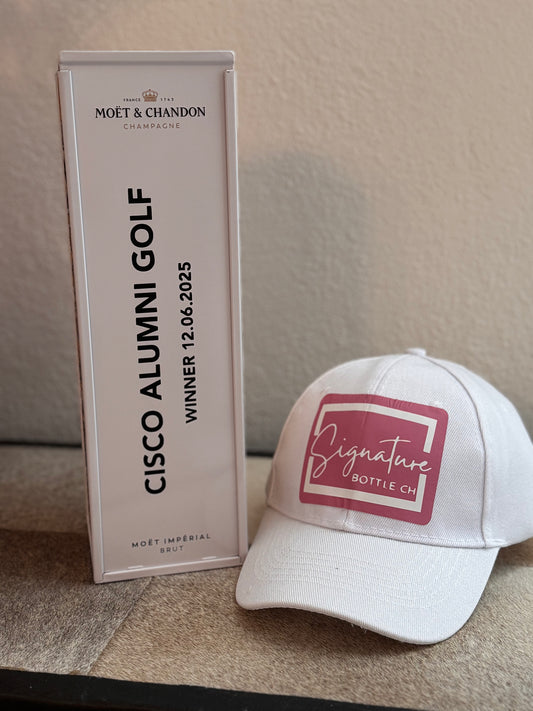 FRANCE 1743
MOËT & CHANDON
CHAMPAGNE
CISCO ALUMNI GOLF
WINNER 12.06.2025
MOËT IMPÉRIAL
BRUT
Signature
BOTTLE CH